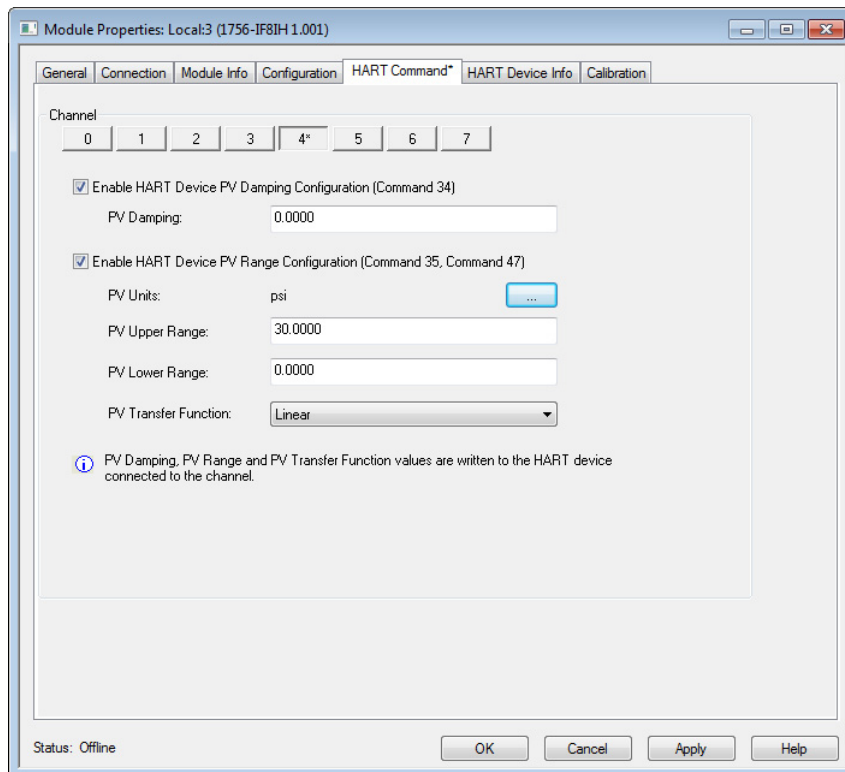 Module Properties: Local:3 (1756-IF8IH 1.001)
General Connection Module Info Configuration HART Command* HART Device Info Calibration
Channel
0 1 2 3 4* 5 6 7
Enable HART Device PV Damping Configuration (Command 34)
PV Damping: 0.0000
Enable HART Device PV Range Configuration (Command 35, Command 47)
PV Units: psi ...
PV Upper Range: 30.0000
PV Lower Range: 0.0000
PV Transfer Function: Linear
PV Damping, PV Range and PV Transfer Function values are written to the HART device
connected to the channel.
Status: Offline OK Cancel Apply Help